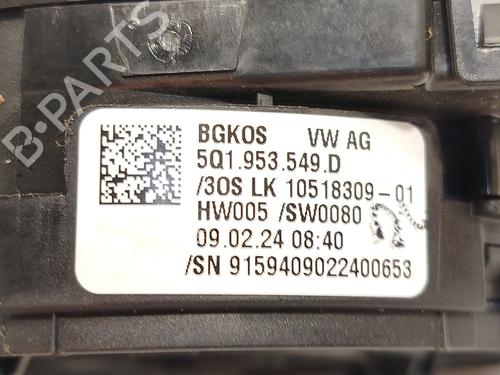 B-PARTS
BGKOS VW AG
5Q1.953.549.D
/3OS LK 10518309-01
HW005 /SW0080
09.02.24 08:40
/SN 9159409022400653